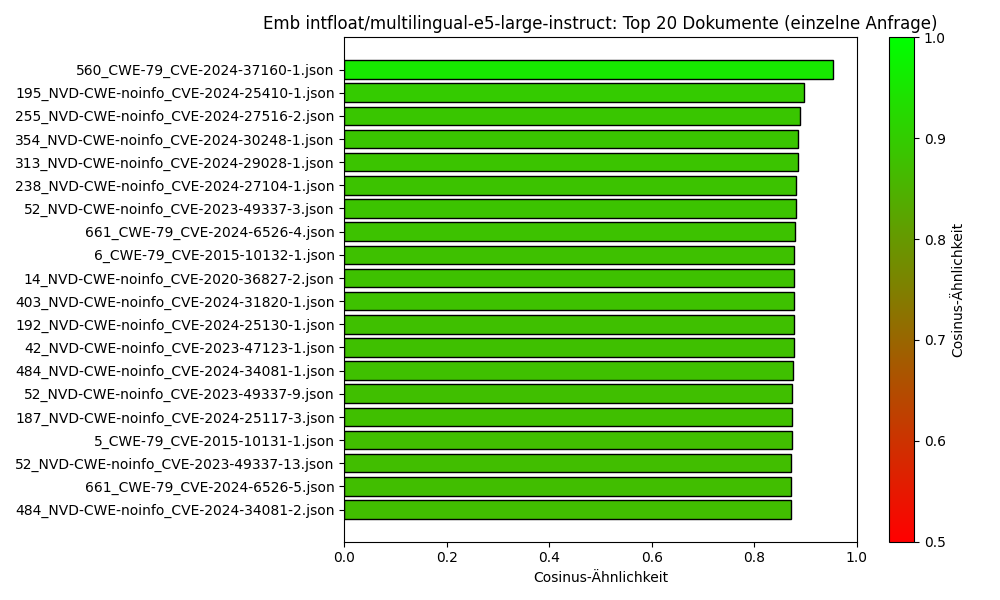 Emb intfloat/multilingual-e5-large-instruct: Top 20 Dokumente (einzelne Anfrage)
560_CWE-79_CVE-2024-37160-1.json
195_NVD-CWE-noinfo_CVE-2024-25410-1.json
255_NVD-CWE-noinfo_CVE-2024-27516-2.json
354_NVD-CWE-noinfo_CVE-2024-30248-1.json
313_NVD-CWE-noinfo_CVE-2024-29028-1.json
238_NVD-CWE-noinfo_CVE-2024-27104-1.json
52_NVD-CWE-noinfo_CVE-2023-49337-3.json
661_CWE-79_CVE-2024-6526-4.json
6_CWE-79_CVE-2015-10132-1.json
14_NVD-CWE-noinfo_CVE-2020-36827-2.json
403_NVD-CWE-noinfo_CVE-2024-31820-1.json
192_NVD-CWE-noinfo_CVE-2024-25130-1.json
42_NVD-CWE-noinfo_CVE-2023-47123-1.json
484_NVD-CWE-noinfo_CVE-2024-34081-1.json
52_NVD-CWE-noinfo_CVE-2023-49337-9.json
187_NVD-CWE-noinfo_CVE-2024-25117-3.json
5_CWE-79_CVE-2015-10131-1.json
52_NVD-CWE-noinfo_CVE-2023-49337-13.json
661_CWE-79_CVE-2024-6526-5.json
484_NVD-CWE-noinfo_CVE-2024-34081-2.json
0.0 0.2 0.4 0.6 0.8 1.0
Cosinus-Ähnlichkeit
1.0
0.9
0.8
0.7
0.6
0.5
Cosinus-Ähnlichkeit